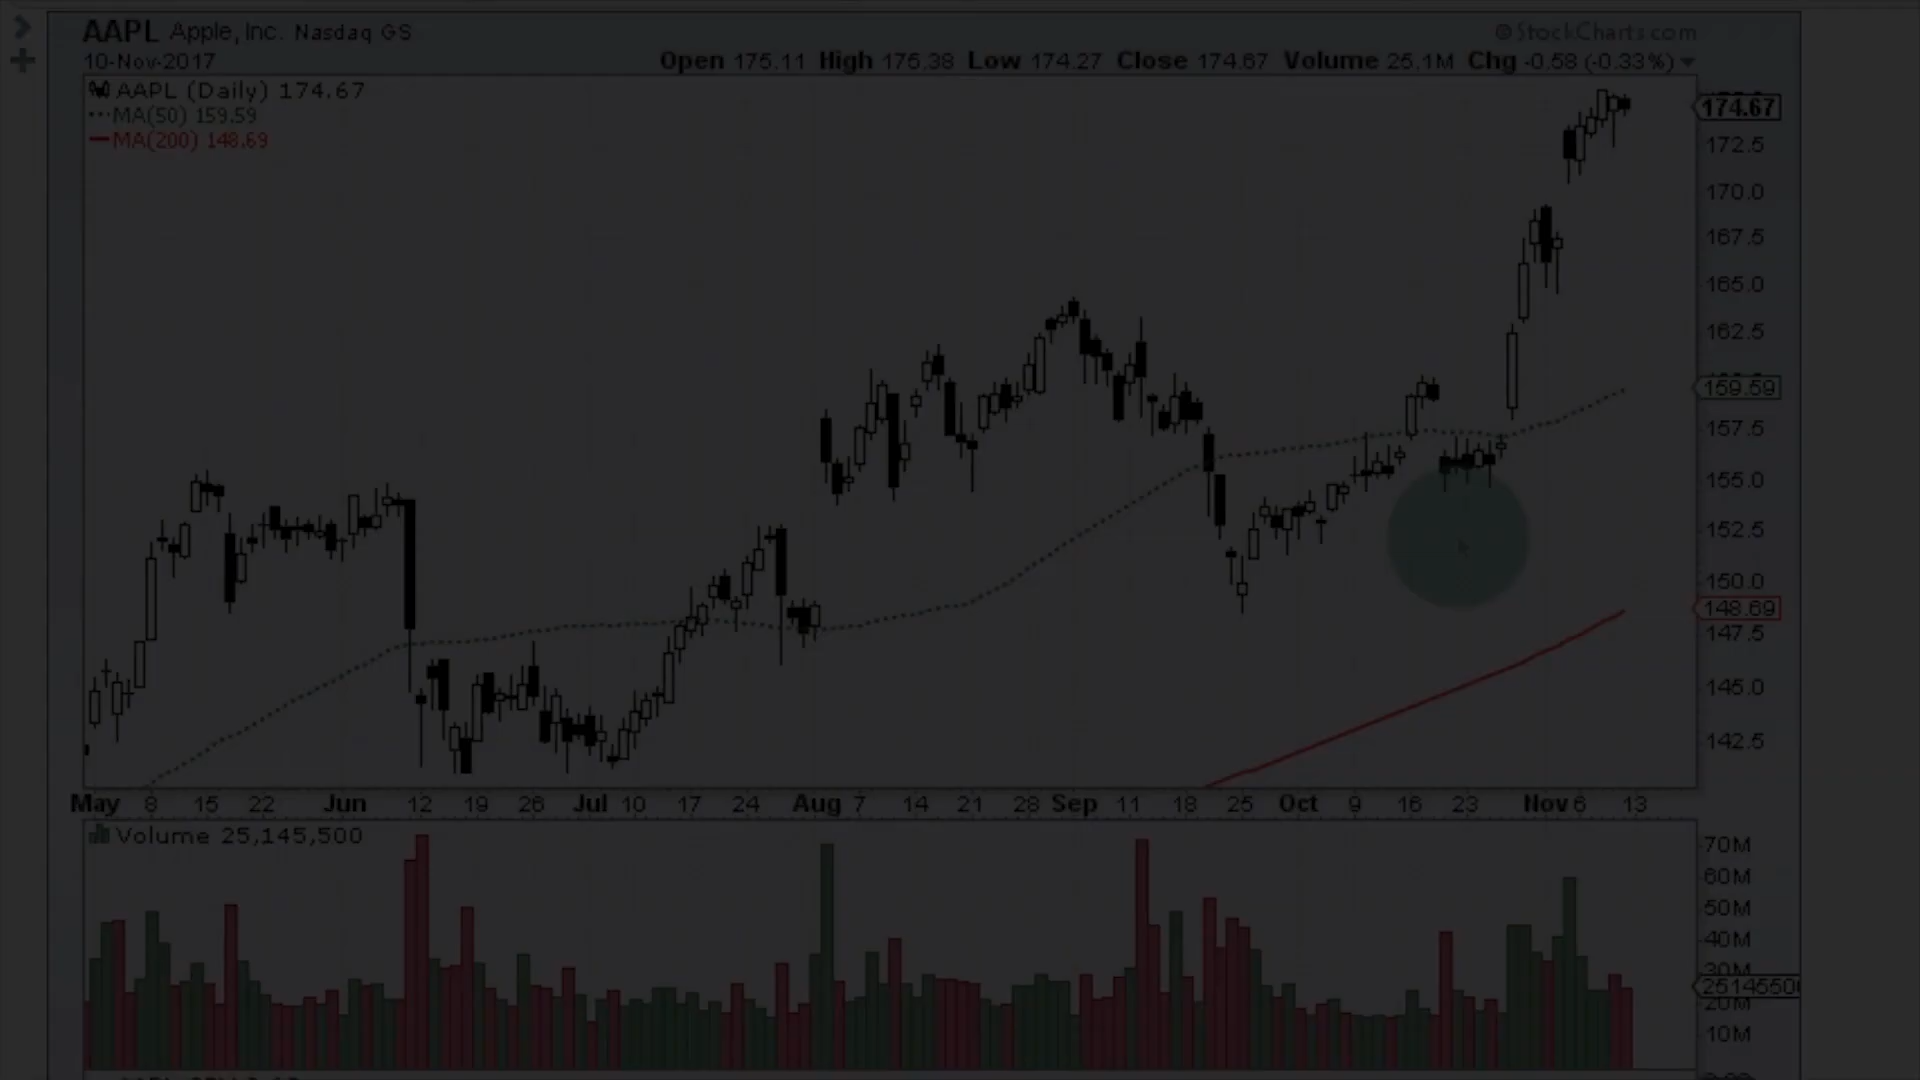 AAPL Apple, Inc. Nasdaq GS
© StockCharts.com
10-Nov-2017
Open 175.11 High 175.38 Low 174.27 Close 174.67 Volume 25.1M Chg -0.58 (-0.33%)
AAPL (Daily) 174.67
MA(50) 159.59
MA(200) 148.69
174.67
172.5
170.0
167.5
165.0
162.5
159.59
157.5
155.0
152.5
150.0
148.69
147.5
145.0
142.5
May 8 15 22 Jun 12 19 26 Jul 10 17 24 Aug 7 14 21 28 Sep 11 18 25 Oct 9 16 23 Nov 6 13
Volume 25,145,500
70M
60M
50M
40M
30M
25145500
20M
10M